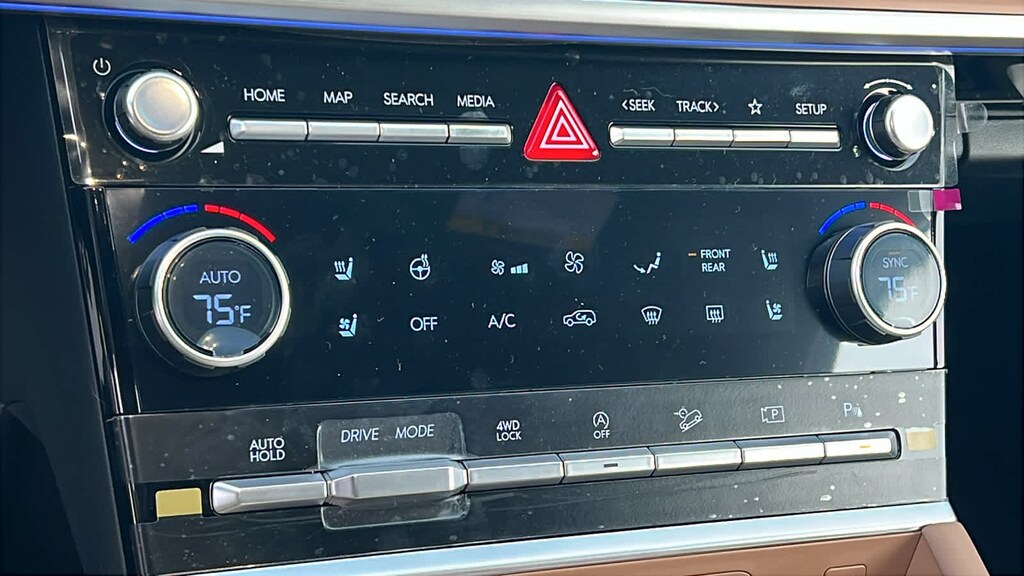 HOME MAP SEARCH MEDIA <SEEK TRACK> SETUP
AUTO
75°F
OFF A/C
FRONT
REAR
SYNC
75°F
AUTO
HOLD
DRIVE MODE
4WD
LOCK
A
OFF
P
P